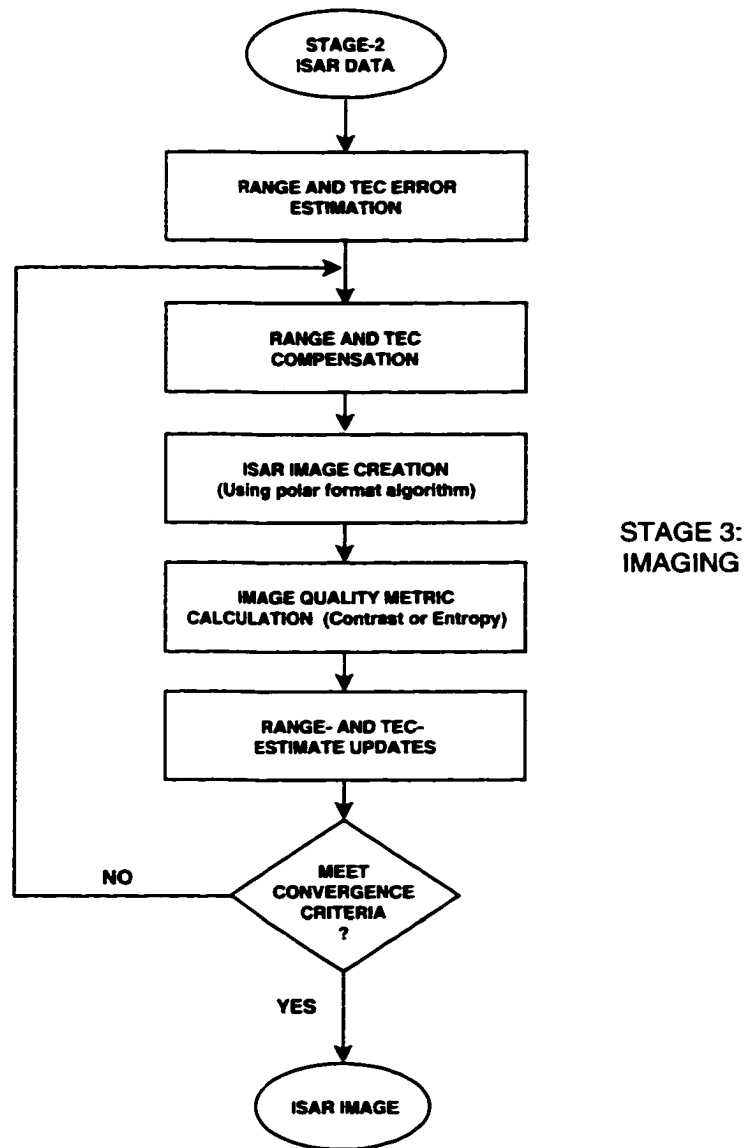 STAGE-2
ISAR DATA
RANGE AND TEC ERROR
ESTIMATION
RANGE AND TEC
COMPENSATION
ISAR IMAGE CREATION
(Using polar format algorithm)
STAGE 3:
IMAGING
IMAGE QUALITY METRIC
CALCULATION (Contrast or Entropy)
RANGE- AND TEC-
ESTIMATE UPDATES
NO
MEET
CONVERGENCE
CRITERIA
?
YES
ISAR IMAGE